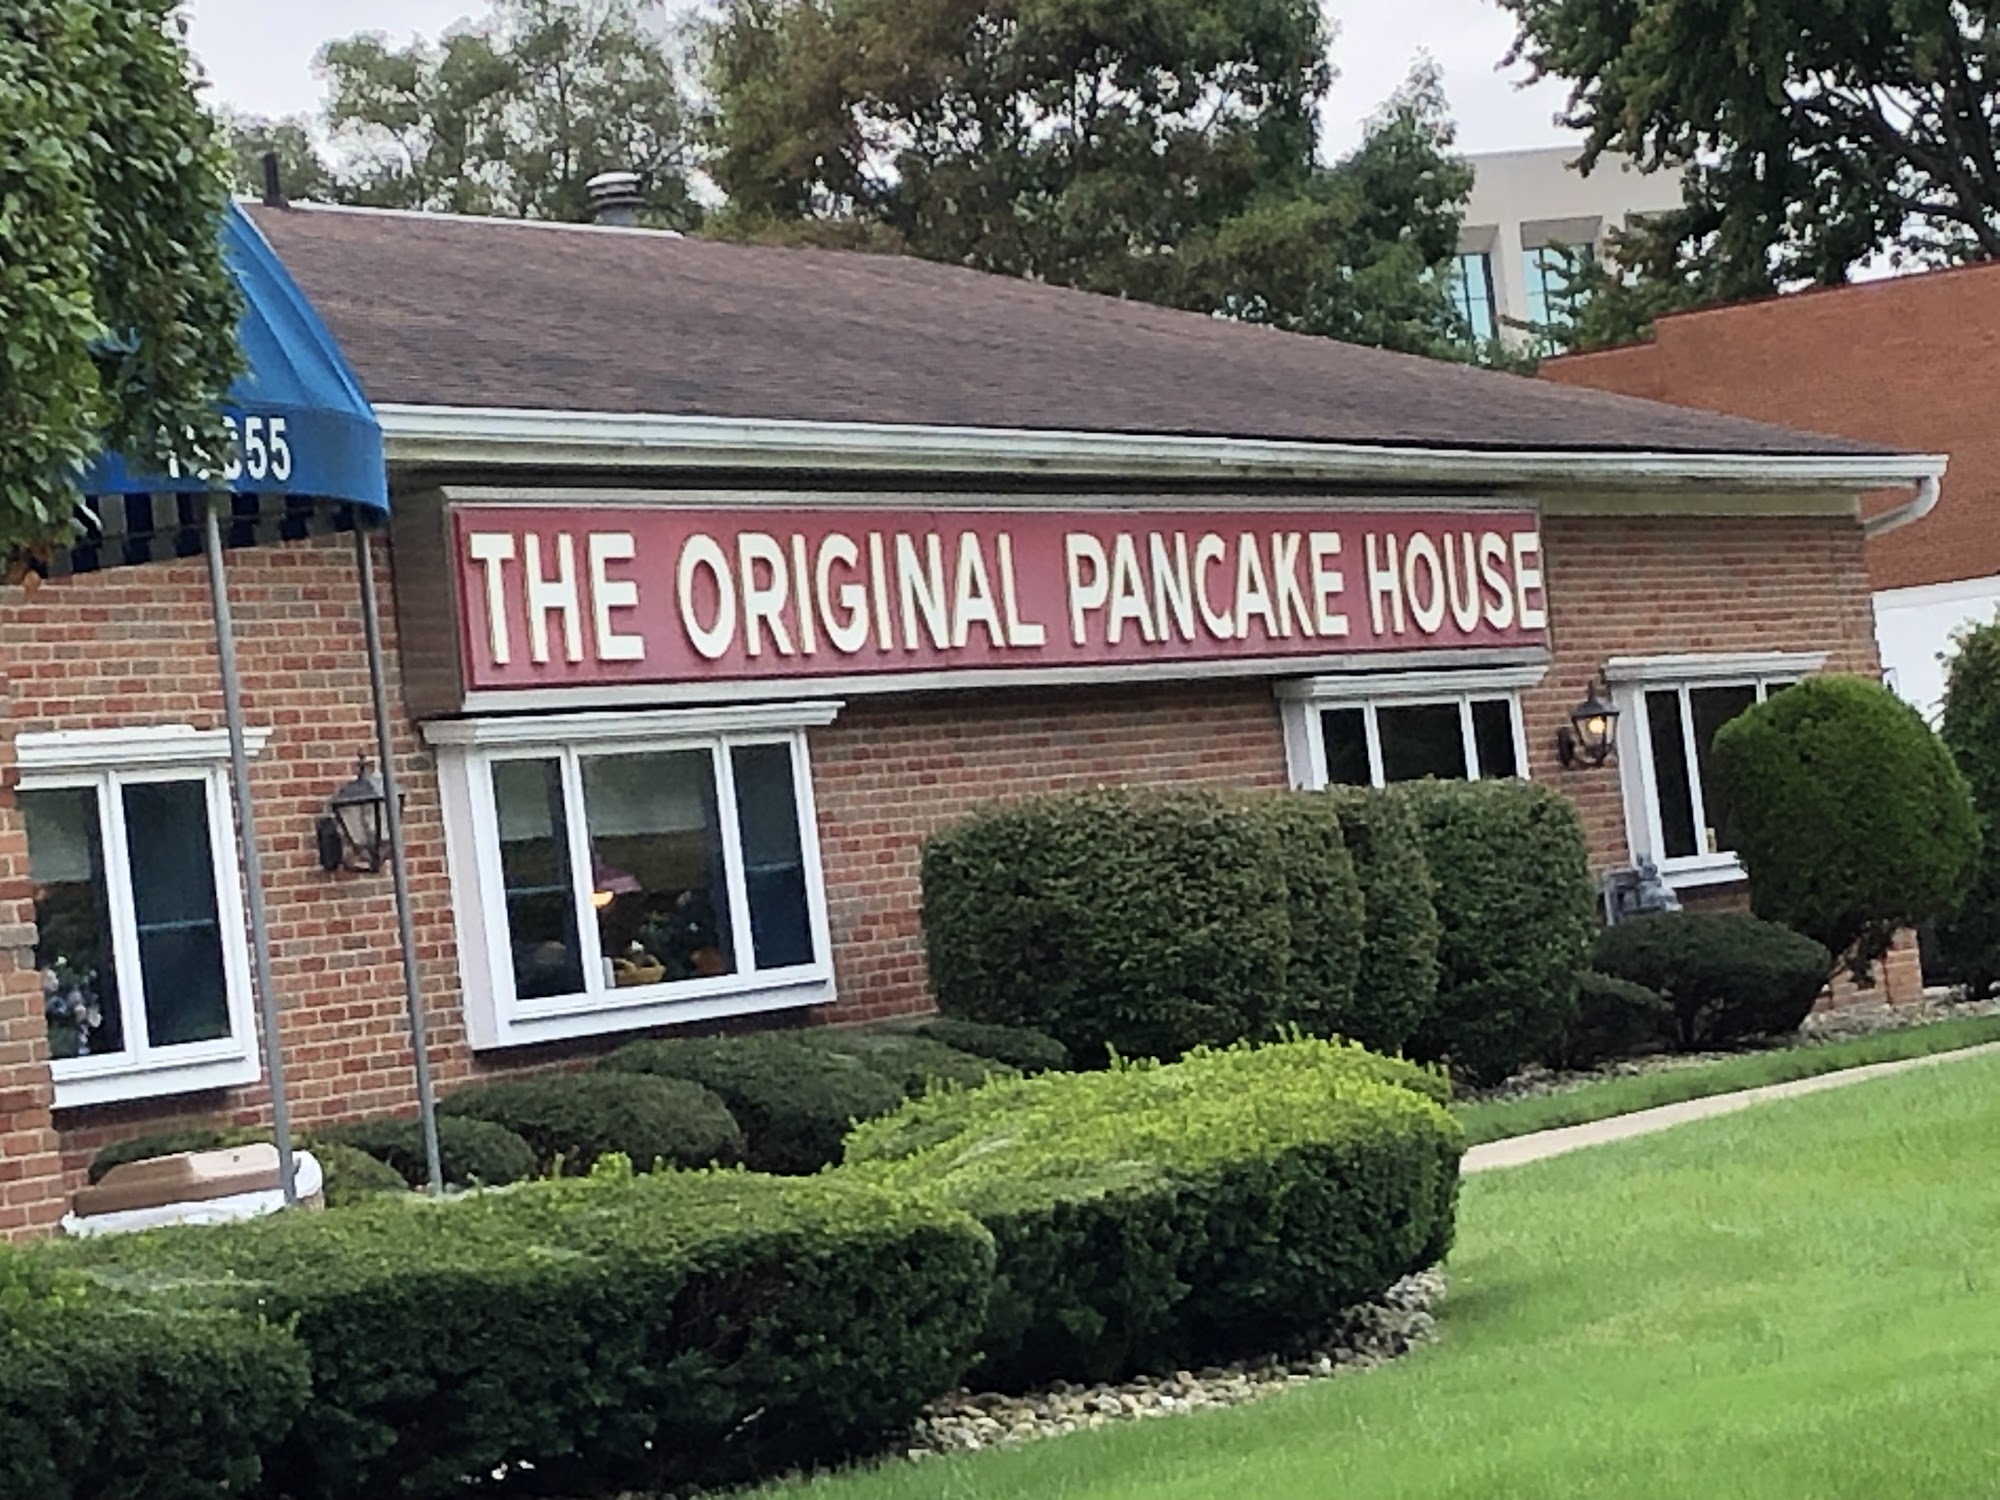 THE ORIGINAL PANCAKE HOUSE